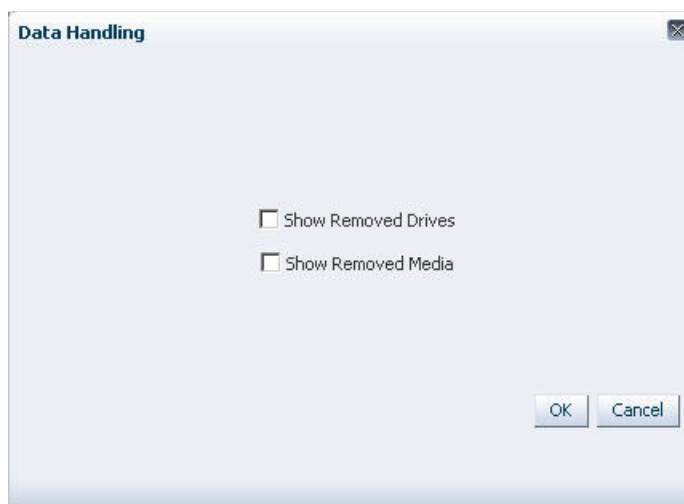 Data Handling
Show Removed Drives
Show Removed Media
OK Cancel